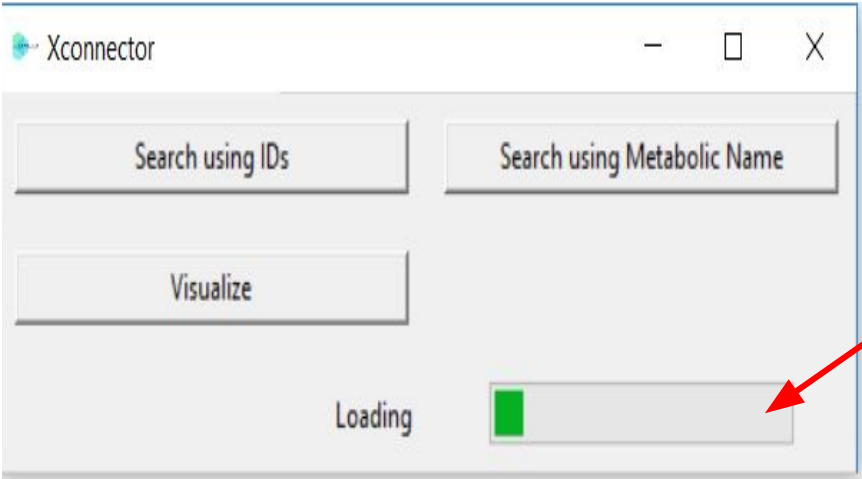 Xconnector
Search using IDs
Search using Metabolic Name
Visualize
Loading